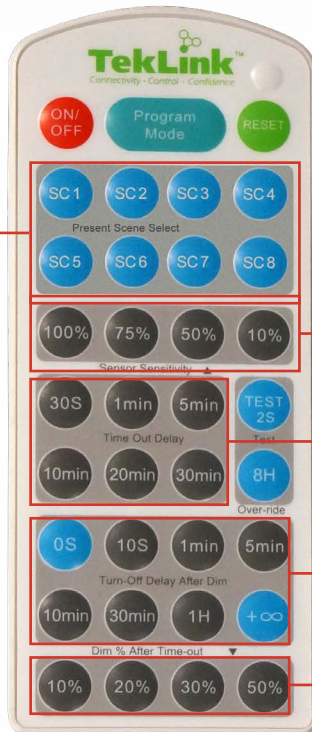 TekLink™
Connectivity - Control - Confidence
ON/
OFF
Program
Mode
RESET
SC1 SC2 SC3 SC4
Present Scene Select
SC5 SC6 SC7 SC8
100% 75% 50% 10%
Sensor Sensitivity ▲
30S 1min 5min TEST
2S
Time Out Delay Test
10min 20min 30min 8H
Over-ride
0S 10S 1min 5min
Turn-Off Delay After Dim
10min 30min 1H +∞
Dim % After Time-out ▼
10% 20% 30% 50%